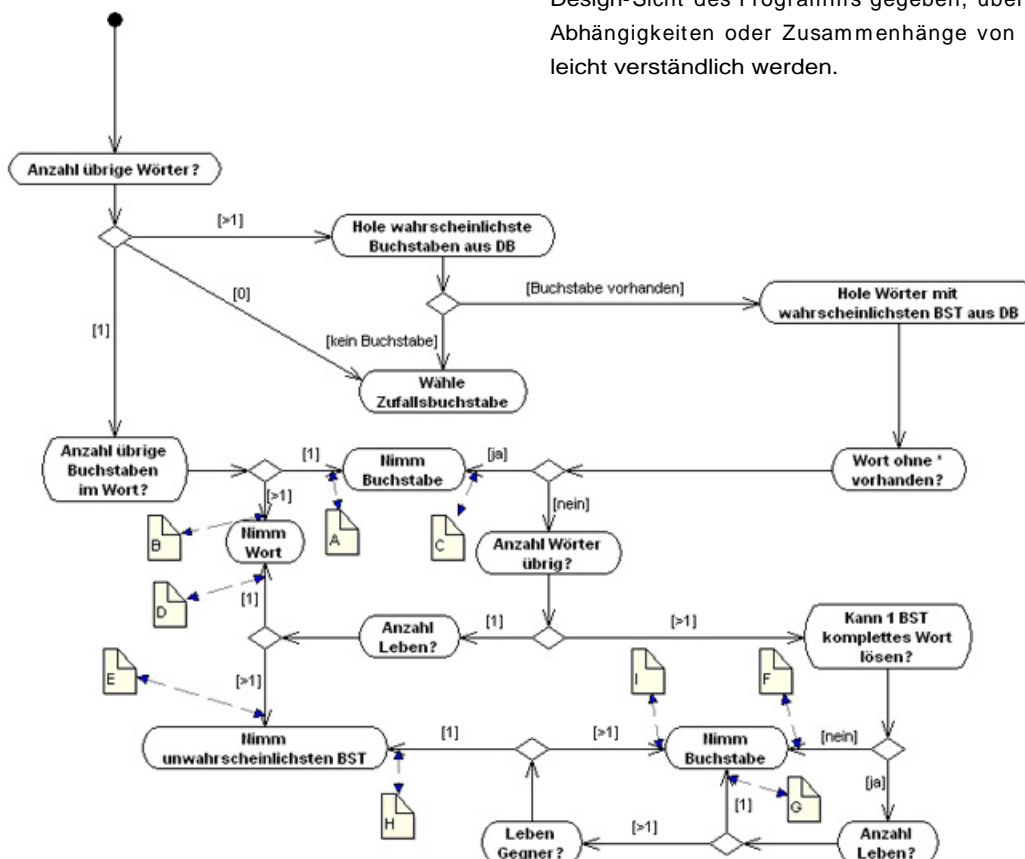 Design-Sicht des Programms gegeben, über
Abhängigkeiten oder Zusammenhänge von
leicht verständlich werden.
Anzahl übrige Wörter?
[>1]
Hole wahrscheinlichste
Buchstaben aus DB
[0]
[Buchstabe vorhanden]
Hole Wörter mit
wahrscheinlichsten BST aus DB
[1]
[kein Buchstabe]
Wähle
Zufallsbuchstabe
Anzahl übrige
Buchstaben
im Wort?
[1]
Nimm
Buchstabe
[ja]
Wort ohne *
vorhanden?
[>1]
[nein]
B
A
C
Nimm
Wort
Anzahl Wörter
übrig?
D
[1]
Anzahl
Leben?
[1]
[>1]
Kann 1 BST
komplettes Wort
lösen?
E
[>1]
I
F
Nimm
unwahrscheinlichsten BST
[1]
[>1]
Nimm
Buchstabe
[nein]
H
[1]
G
[ja]
Leben
Gegner?
[>1]
Anzahl
Leben?